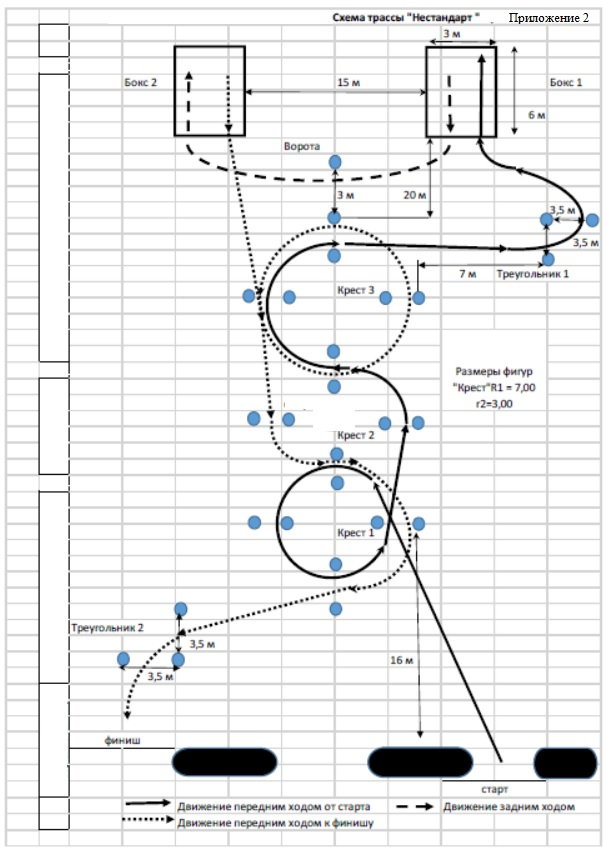 Схема трассы "Нестандарт "
Приложение 2
3 м
Бокс 2
15 м
Бокс 1
6 м
Ворота
3 м
20 м
3,5 м
3,5 м
7 м
Треугольник 1
Крест 3
Размеры фигур
"Крест"R1 = 7,00
r2=3,00
Крест 2
Крест 1
Треугольник 2
3,5 м
3,5 м
16 м
финиш
старт
Движение передним ходом от старта
Движение задним ходом
Движение передним ходом к финишу